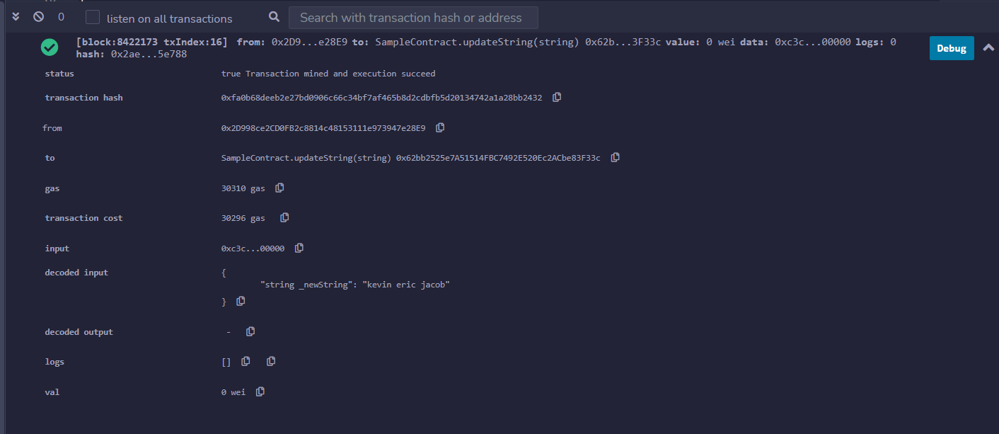 0 listen on all transactions Search with transaction hash or address
[block:8422173 txIndex:16] from: 0x2D9...e28E9 to: SampleContract.updateString(string) 0x62b...3F33c value: 0 wei data: 0xc3c...00000 logs: 0
hash: 0x2ae...5e788
Debug
status true Transaction mined and execution succeed
transaction hash 0xfa0b68deeb2e27bd0906c66c34bf7af465b8d2cdbfb5d20134742a1a28bb2432
from 0x2D998ce2CD0FB2c8814c48153111e973947e28E9
to SampleContract.updateString(string) 0x62bb2525e7A51514FBC7492E520Ec2ACbe83F33c
gas 30310 gas
transaction cost 30296 gas
input 0xc3c...00000
decoded input {
"string _newString": "kevin eric jacob"
}
decoded output -
logs []
val 0 wei